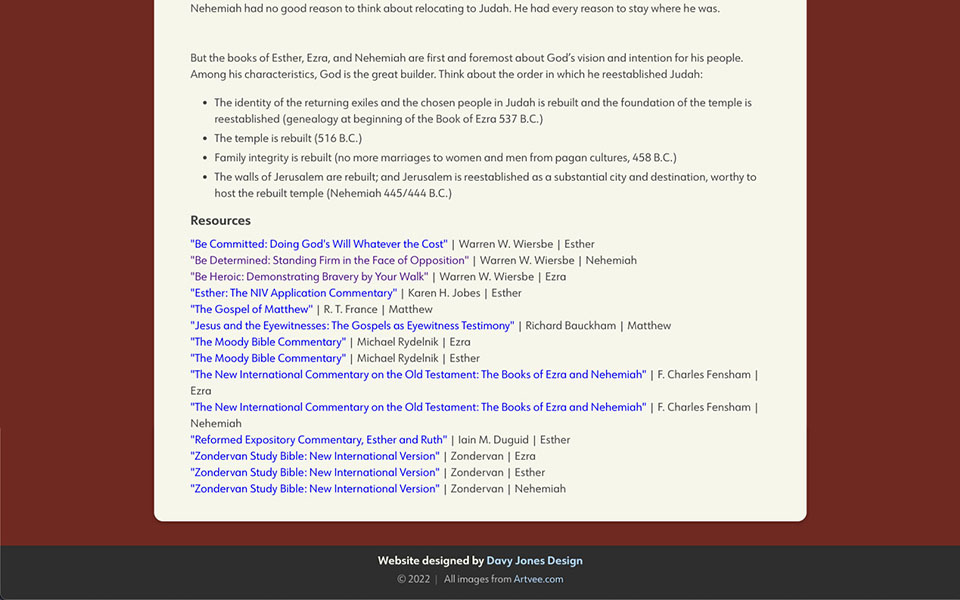 Nehemiah had no good reason to think about relocating to Judah. He had every reason to stay where he was.
But the books of Esther, Ezra, and Nehemiah are first and foremost about God's vision and intention for his people.
Among his characteristics, God is the great builder. Think about the order in which he reestablished Judah:
• The identity of the returning exiles and the chosen people in Judah is rebuilt and the foundation of the temple is
reestablished (genealogy at beginning of the Book of Ezra 537 B.C.)
• The temple is rebuilt (516 B.C.)
• Family integrity is rebuilt (no more marriages to women and men from pagan cultures, 458 B.C.)
• The walls of Jerusalem are rebuilt; and Jerusalem is reestablished as a substantial city and destination, worthy to
host the rebuilt temple (Nehemiah 445/444 B.C.)
Resources
"Be Committed: Doing God's Will Whatever the Cost" | Warren W. Wiersbe | Esther
"Be Determined: Standing Firm in the Face of Opposition" | Warren W. Wiersbe | Nehemiah
"Be Heroic: Demonstrating Bravery by Your Walk" | Warren W. Wiersbe | Ezra
"Esther: The NIV Application Commentary" | Karen H. Jobes | Esther
"The Gospel of Matthew" | R. T. France | Matthew
"Jesus and the Eyewitnesses: The Gospels as Eyewitness Testimony" | Richard Bauckham | Matthew
"The Moody Bible Commentary" | Michael Rydelnik | Ezra
"The Moody Bible Commentary" | Michael Rydelnik | Esther
"The New International Commentary on the Old Testament: The Books of Ezra and Nehemiah" | F. Charles Fensham |
Ezra
"The New International Commentary on the Old Testament: The Books of Ezra and Nehemiah" | F. Charles Fensham |
Nehemiah
"Reformed Expository Commentary, Esther and Ruth" | Iain M. Duguid | Esther
"Zondervan Study Bible: New International Version" | Zondervan | Ezra
"Zondervan Study Bible: New International Version" | Zondervan | Esther
"Zondervan Study Bible: New International Version" | Zondervan | Nehemiah
Website designed by Davy Jones Design
© 2022 | All images from Artvee.com